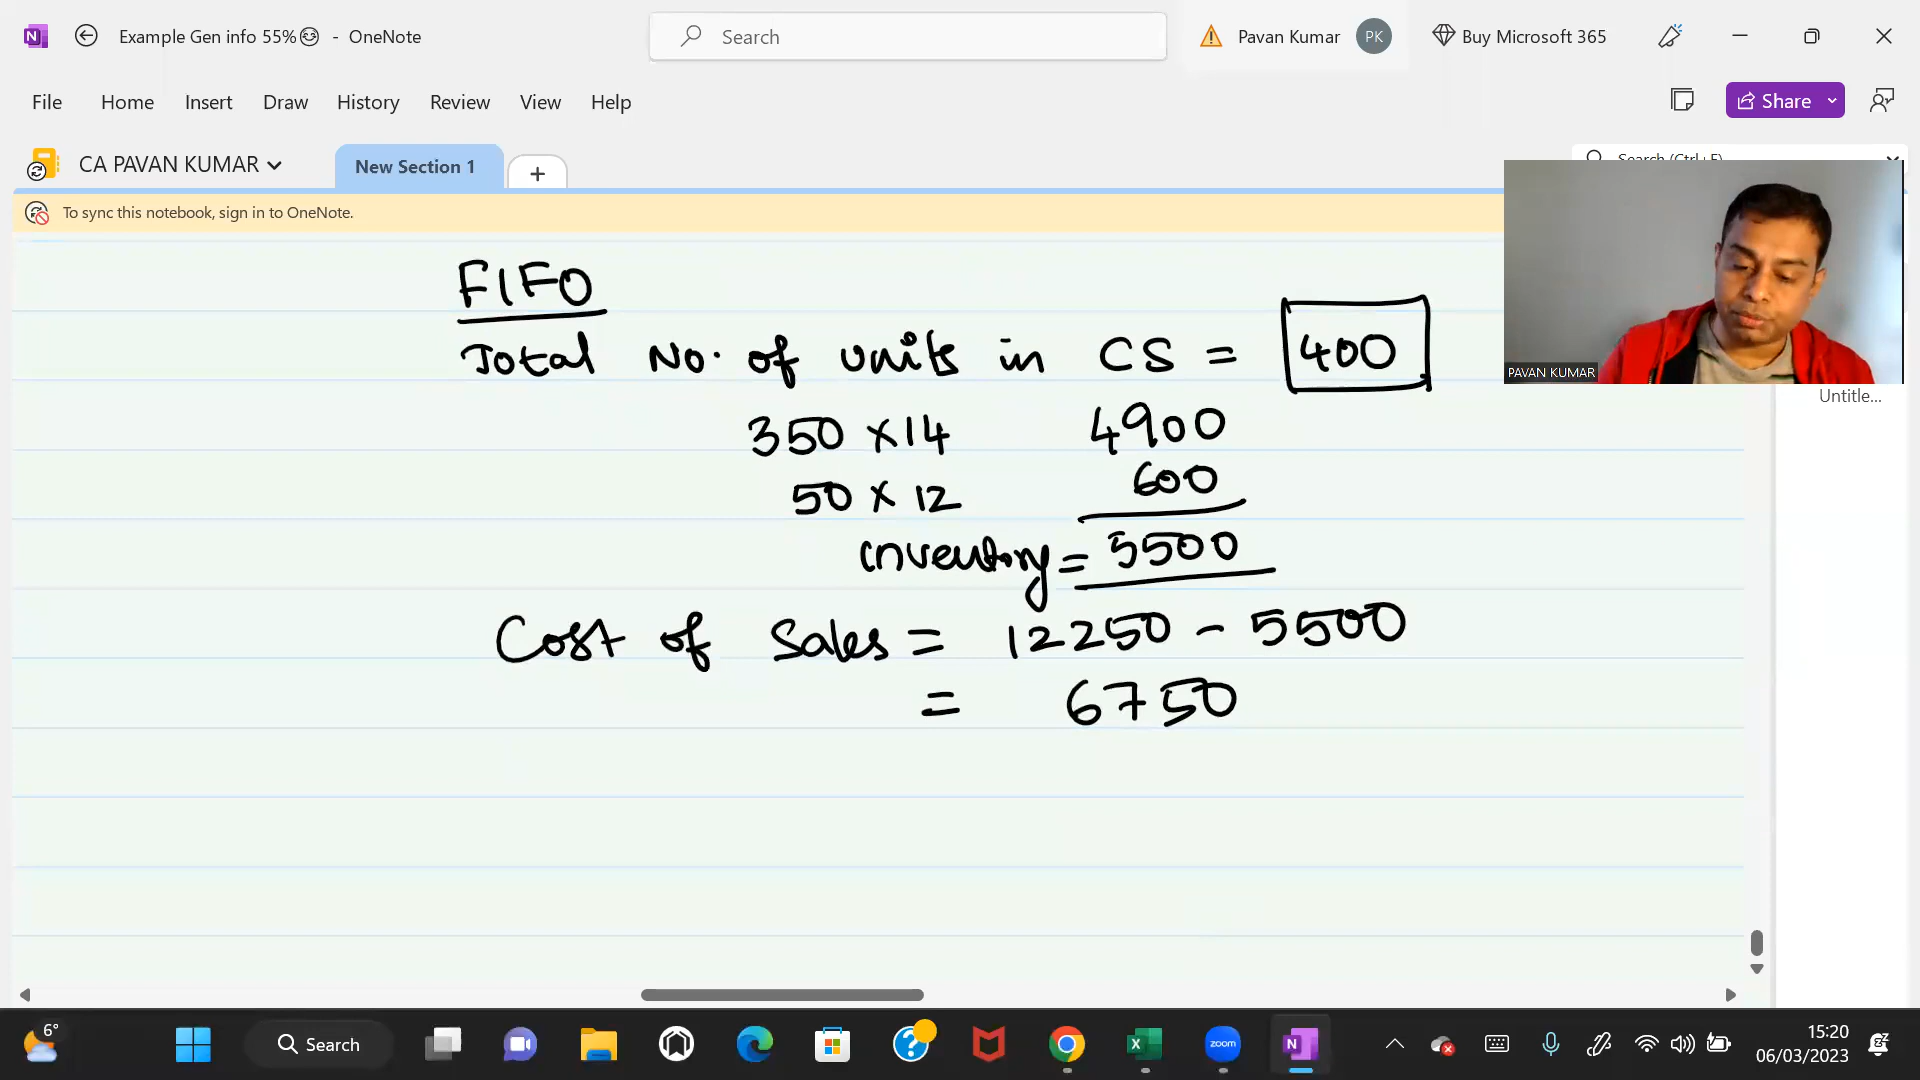 Example Gen info 55% - OneNote
Search
Pavan Kumar
PK
Buy Microsoft 365
File Home Insert Draw History Review View Help
Share
CA PAVAN KUMAR
New Section 1
+
To sync this notebook, sign in to OneNote.
PAVAN KUMAR
Untitle...
FIFO
Total No. of units in CS = 400
350 × 14 4900
50 × 12 600
inventory = 5500
Cost of Sales = 12250 - 5500
= 6750
6°
Search
zoom
15:20
06/03/2023